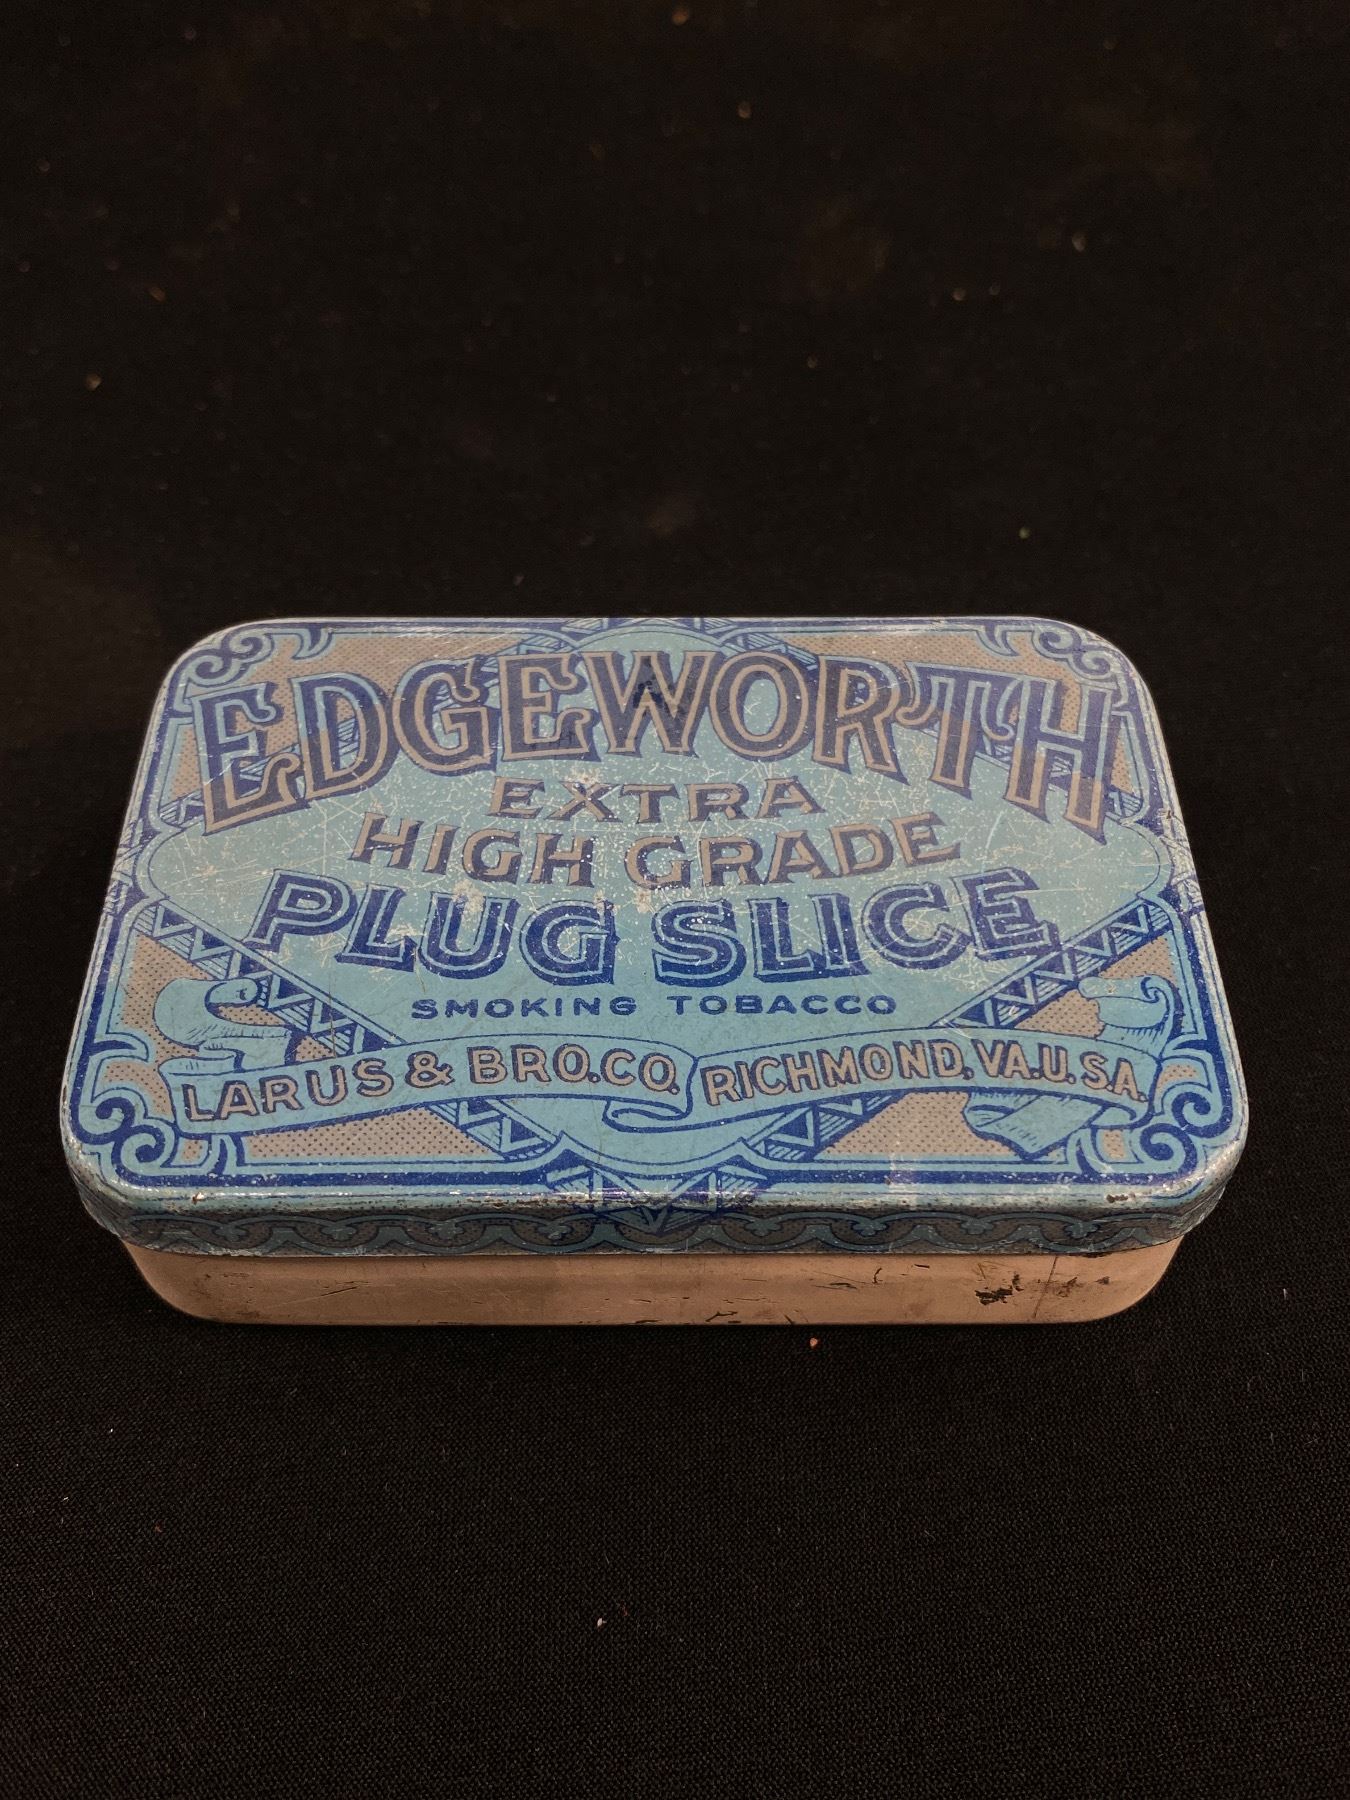 EDGEWORTH
EXTRA
HIGH GRADE
PLUG SLICE
SMOKING TOBACCO
LARUS & BRO. CO. RICHMOND, VA. U. S. A.